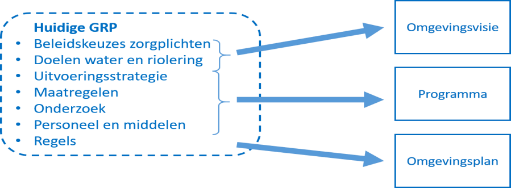 Huidige GRP
• Beleidskeuzes zorgplichten
• Doelen water en riolering
• Uitvoeringsstrategie
• Maatregelen
• Onderzoek
• Personeel en middelen
• Regels
Omgevingsvisie
Programma
Omgevingsplan